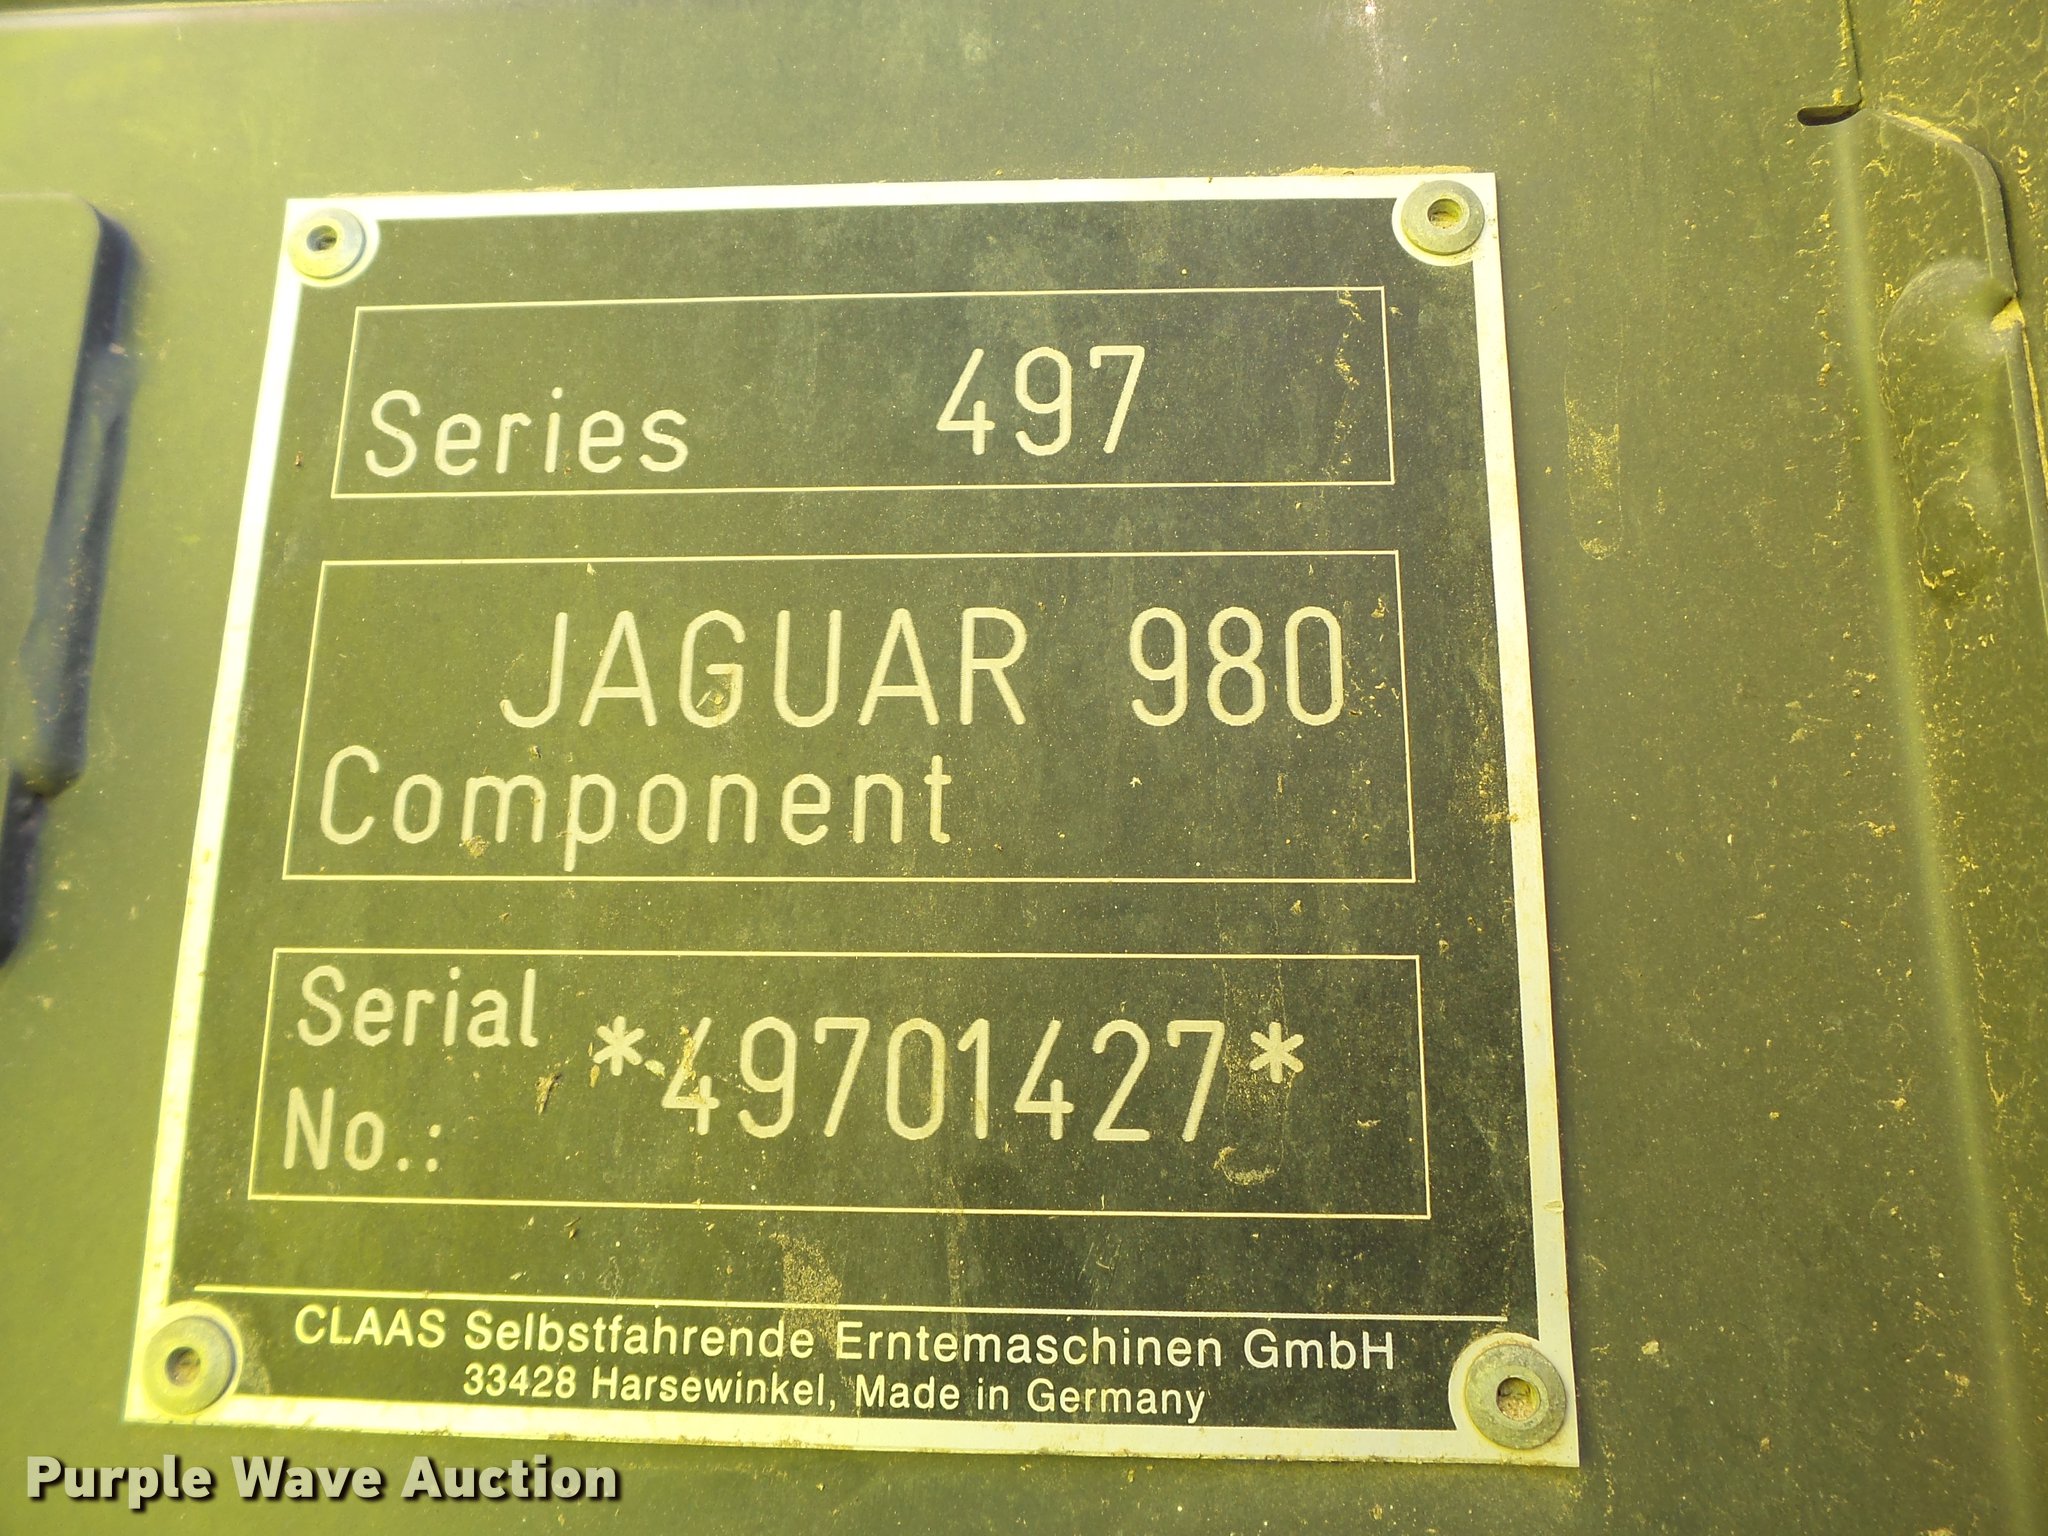 Series 497
JAGUAR 980
Component
Serial
No.: *49701427*
CLAAS Selbstfahrende Erntemaschinen GmbH
33428 Harsewinkel, Made in Germany
Purple Wave Auction